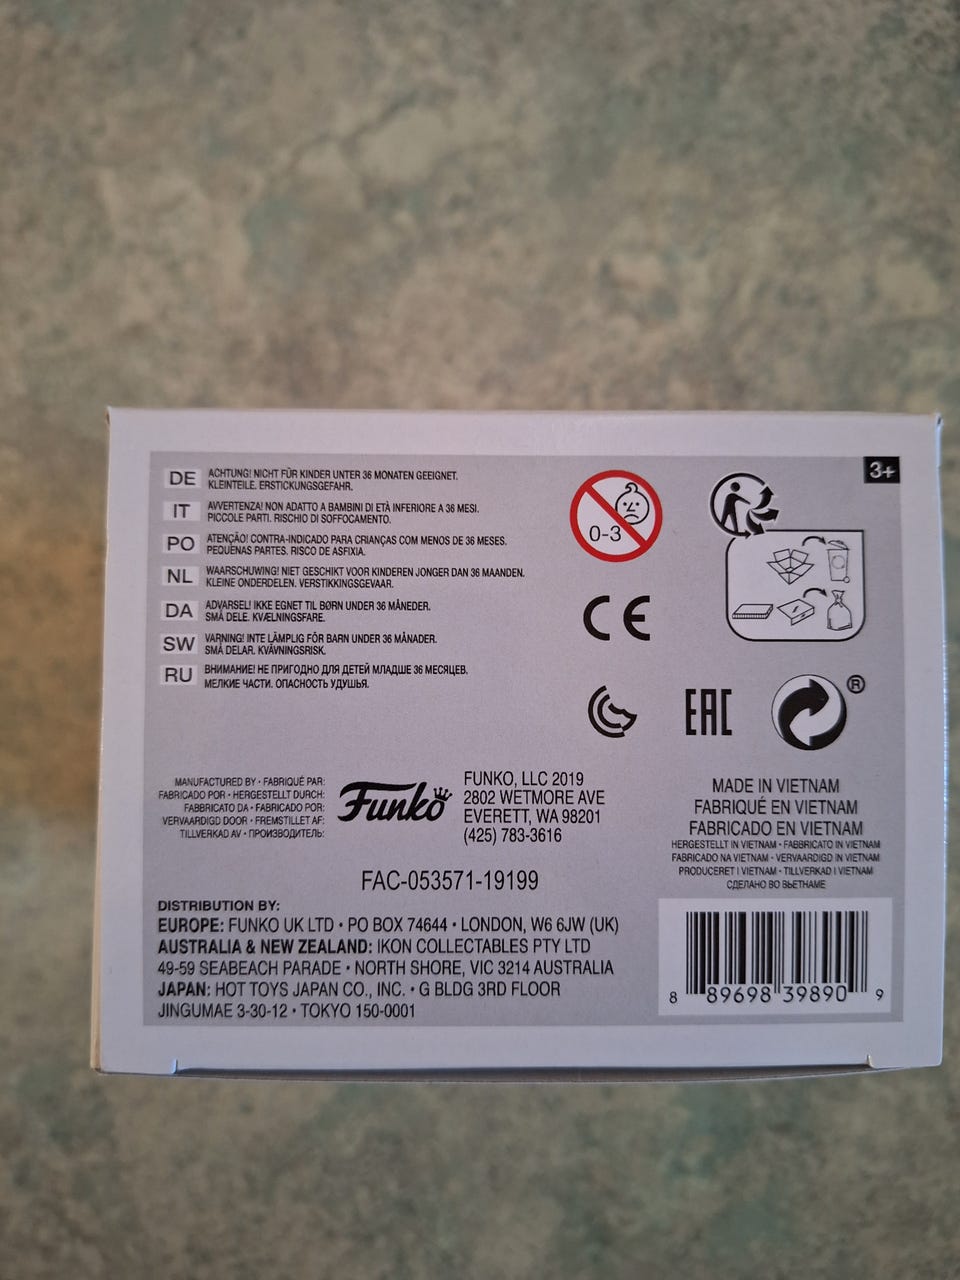 3+
DE ACHTUNG! NICHT FÜR KINDER UNTER 36 MONATEN GEEIGNET.
KLEINTEILE. ERSTICKUNGSGEFAHR.
IT AVVERTENZA! NON ADATTO A BAMBINI DI ETÀ INFERIORE A 36 MESI.
PICCOLE PARTI. RISCHIO DI SOFFOCAMENTO.
PO ATENÇÃO! CONTRA-INDICADO PARA CRIANÇAS COM MENOS DE 36 MESES.
PEQUENAS PARTES. RISCO DE ASFIXIA.
NL WAARSCHUWING! NIET GESCHIKT VOOR KINDEREN JONGER DAN 36 MAANDEN.
KLEINE ONDERDELEN. VERSTIKKINGSGEVAAR.
DA ADVARSEL! IKKE EGNET TIL BØRN UNDER 36 MÅNEDER.
SMÅ DELE. KVÆLNINGSFARE.
SW VARNING! INTE LÄMPLIG FÖR BARN UNDER 36 MÅNADER.
SMÅ DELAR. KVÄVNINGSRISK.
RU ВНИМАНИЕ! НЕ ПРИГОДНО ДЛЯ ДЕТЕЙ МЛАДШЕ 36 МЕСЯЦЕВ.
МЕЛКИЕ ЧАСТИ. ОПАСНОСТЬ УДУШЬЯ.
0-3
CE
EAC
®
MANUFACTURED BY • FABRIQUÉ PAR:
FABRICADO POR • HERGESTELLT DURCH:
FABBRICATO DA • FABRICADO POR:
VERVAARDIGD DOOR • FREMSTILLET AF:
TILLVERKAD AV • ПРОИЗВОДИТЕЛЬ:
Funko
FUNKO, LLC 2019
2802 WETMORE AVE
EVERETT, WA 98201
(425) 783-3616
MADE IN VIETNAM
FABRIQUÉ EN VIETNAM
FABRICADO EN VIETNAM
HERGESTELLT IN VIETNAM • FABBRICATO IN VIETNAM
FABRICADO NA VIETNAM • VERVAARDIGD IN VIETNAM
PRODUCERET I VIETNAM • TILLVERKAD I VIETNAM
СДЕЛАНО ВО ВЬЕТНАМЕ
FAC-053571-19199
DISTRIBUTION BY:
EUROPE: FUNKO UK LTD • PO BOX 74644 • LONDON, W6 6JW (UK)
AUSTRALIA & NEW ZEALAND: IKON COLLECTABLES PTY LTD
49-59 SEABEACH PARADE • NORTH SHORE, VIC 3214 AUSTRALIA
JAPAN: HOT TOYS JAPAN CO., INC. • G BLDG 3RD FLOOR
JINGUMAE 3-30-12 • TOKYO 150-0001
8 89698 39890 9